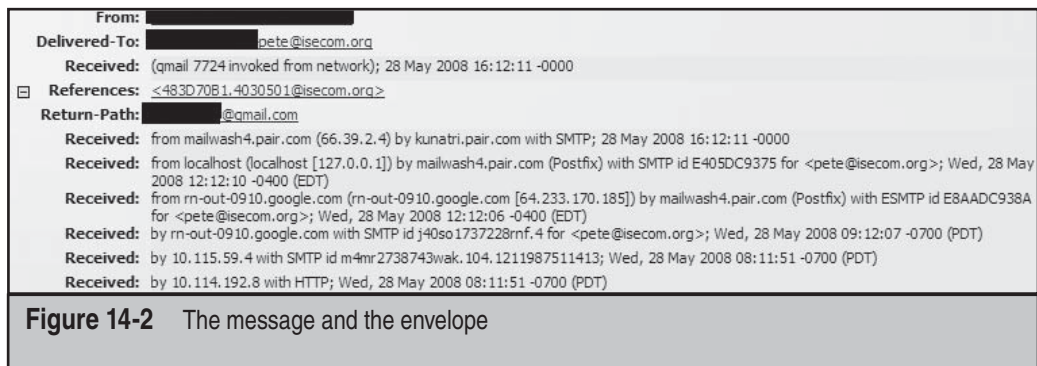 From:
Delivered-To: pete@isecom.org
Received: (qmail 7724 invoked from network); 28 May 2008 16:12:11 -0000
References: <483D70B1.4030501@isecom.org>
Return-Path: @gmail.com
Received: from mailwash4.pair.com (66.39.2.4) by kunatri.pair.com with SMTP; 28 May 2008 16:12:11 -0000
Received: from localhost (localhost [127.0.0.1]) by mailwash4.pair.com (Postfix) with SMTP id E405DC9375 for <pete@isecom.org>; Wed, 28 May
2008 12:12:10 -0400 (EDT)
Received: from rn-out-0910.google.com (rn-out-0910.google.com [64.233.170.185]) by mailwash4.pair.com (Postfix) with ESMTP id E8AADC938A
for <pete@isecom.org>; Wed, 28 May 2008 12:12:06 -0400 (EDT)
Received: by rn-out-0910.google.com with SMTP id j40so1737228rnf.4 for <pete@isecom.org>; Wed, 28 May 2008 09:12:07 -0700 (PDT)
Received: by 10.115.59.4 with SMTP id m4mr2738743wak.104.1211987511413; Wed, 28 May 2008 08:11:51 -0700 (PDT)
Received: by 10.114.192.8 with HTTP; Wed, 28 May 2008 08:11:51 -0700 (PDT)
Figure 14-2 The message and the envelope